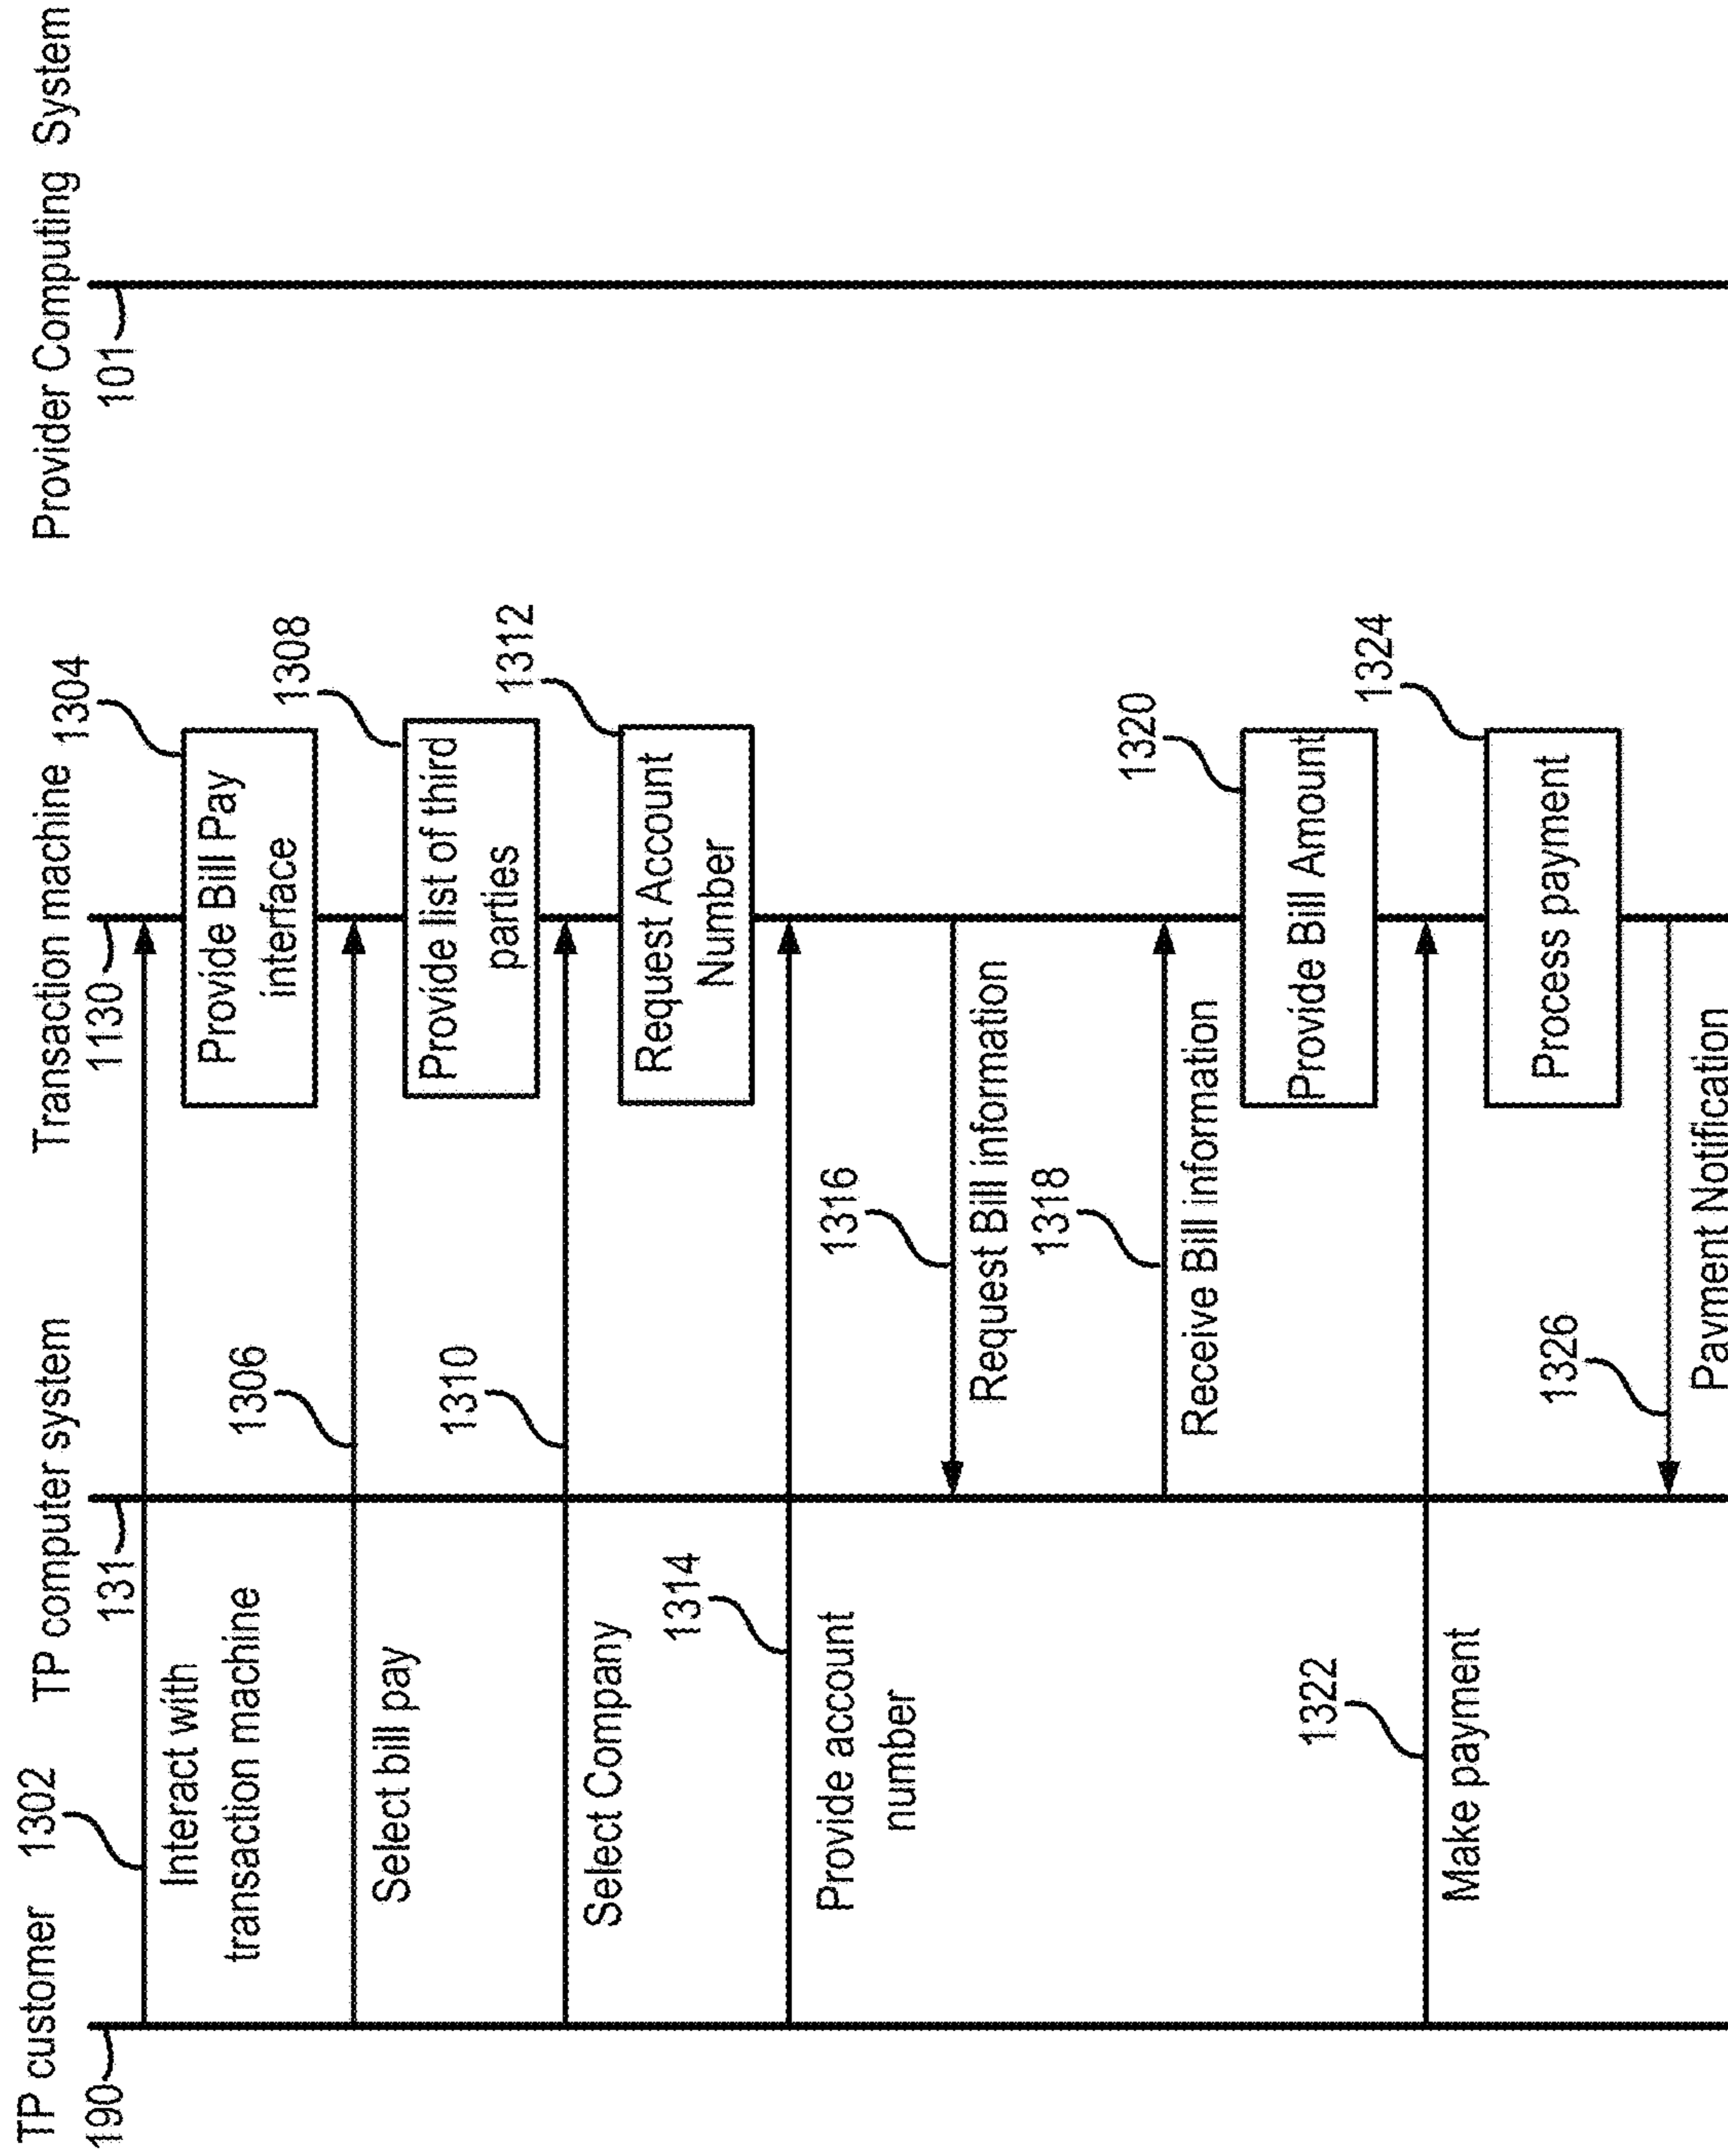 TP customer
1302
TP computer system
Transaction machine
1304
Provider Computing System
190
131
1130
101
Interact with
transaction machine
Provide Bill Pay
interface
1306
1308
Select bill pay
Provide list of third
parties
1310
1312
Select Company
Request Account
Number
1314
Provide account
number
1316
Request Bill information
1318
Receive Bill information
1320
Provide Bill Amount
1322
1324
Make payment
Process payment
1326
Payment Notification